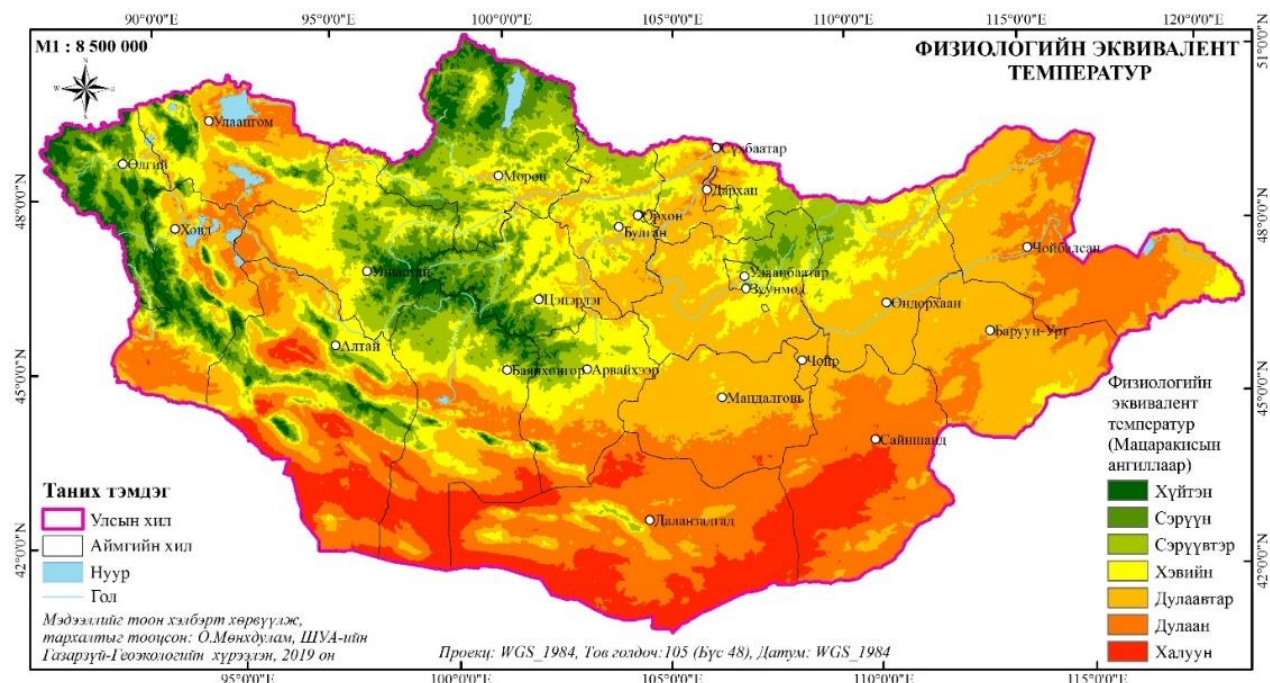 90°0'0"E 95°0'0"E 100°0'0"E 105°0'0"E 110°0'0"E 115°0'0"E 120°0'0"E
М1 : 8 500 000
ФИЗИОЛОГИЙН ЭКВИВАЛЕНТ
ТЕМПЕРАТУР
51°0'0"N
N
W
E
S
Улаангом
Сүхбаатар
Өлгий
Мөрөн
Дархан
48°0'0"N
48°0'0"N
Орхон
Булган
Ховд
Чойбалсан
Улиастай
Улаанбаатар
Зуунмод
Цэцэрлэг
Өндорхаан
Баруун-Урт
Алтай
Чойр
Баянхонгор
Арвайхээр
45°0'0"N
45°0'0"N
Мандалговь
Сайншанд
Даланзадгад
42°0'0"N
42°0'0"N
Таних тэмдэг
Улсын хил
Аймгийн хил
Нуур
Гол
Мэдээллийг тоон хэлбэрт хөрвүүлж,
тархалтыг тооцсон: О.Мөнхдулам, ШУА-ийн
Газарзүй-Геоэкологийн хүрээлэн, 2019 он
Проекц: WGS_1984, Төв голдоч:105 (Бүс 48), Датум: WGS_1984
Физиологийн
эквивалент
температур
(Мацаракисын
ангиллаар)
Хүйтэн
Сэрүүн
Сэрүүвтэр
Хэвийн
Дулаавтар
Дулаан
Халуун
95°0'0"E 100°0'0"E 105°0'0"E 110°0'0"E 115°0'0"E